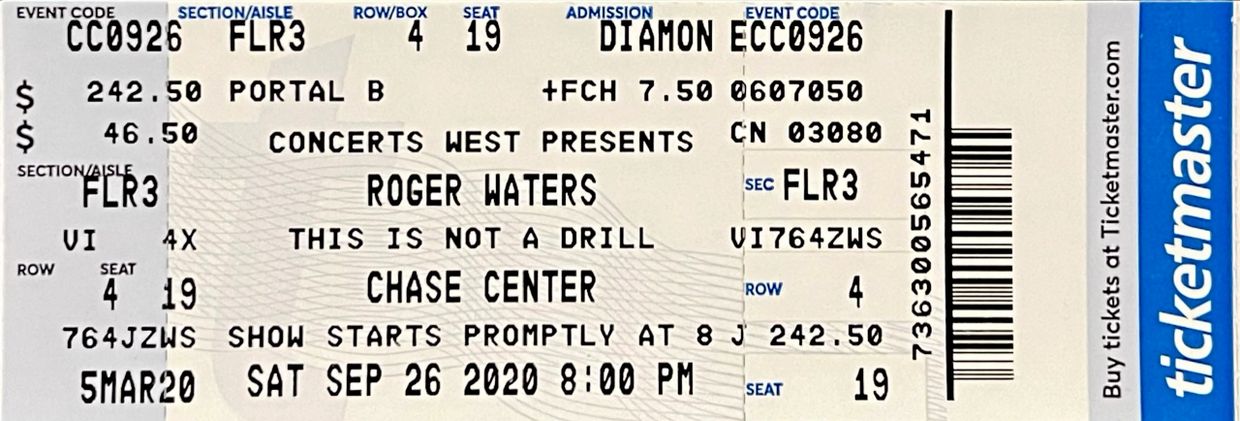 EVENT CODE SECTION/AISLE ROW/BOX SEAT ADMISSION EVENT CODE
CC0926 FLR3 4 19 DIAMON ECC0926
$ 242.50 PORTAL B +FCH 7.50 0607050
$ 46.50 CONCERTS WEST PRESENTS CN 03080
SECTION/AISLE
FLR3 ROGER WATERS SEC FLR3
VI 4X THIS IS NOT A DRILL VI764ZWS
ROW SEAT
4 19 CHASE CENTER ROW 4
764JZWS SHOW STARTS PROMPTLY AT 8 J 242.50
5MAR20 SAT SEP 26 2020 8:00 PM SEAT 19
736300565471
Buy tickets at Ticketmaster.com
ticketmaster